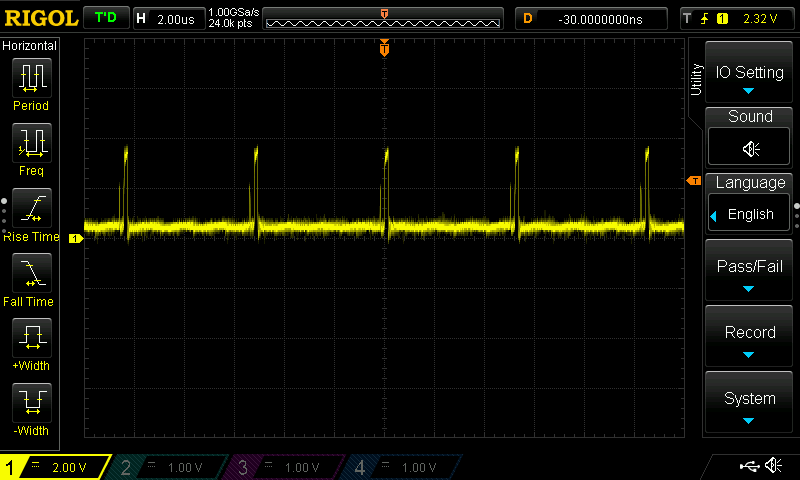 RIGOL T'D H 2.00us 1.00GSa/s
24.0k pts
T D -30.0000000ns T 1 2.32 V
Horizontal
T
Period
Freq
Rise Time
Fall Time
+Width
-Width
1
T
Utility
IO Setting
Sound
Language
English
Pass/Fail
Record
System
1 2.00 V 2 1.00 V 3 1.00 V 4 1.00 V